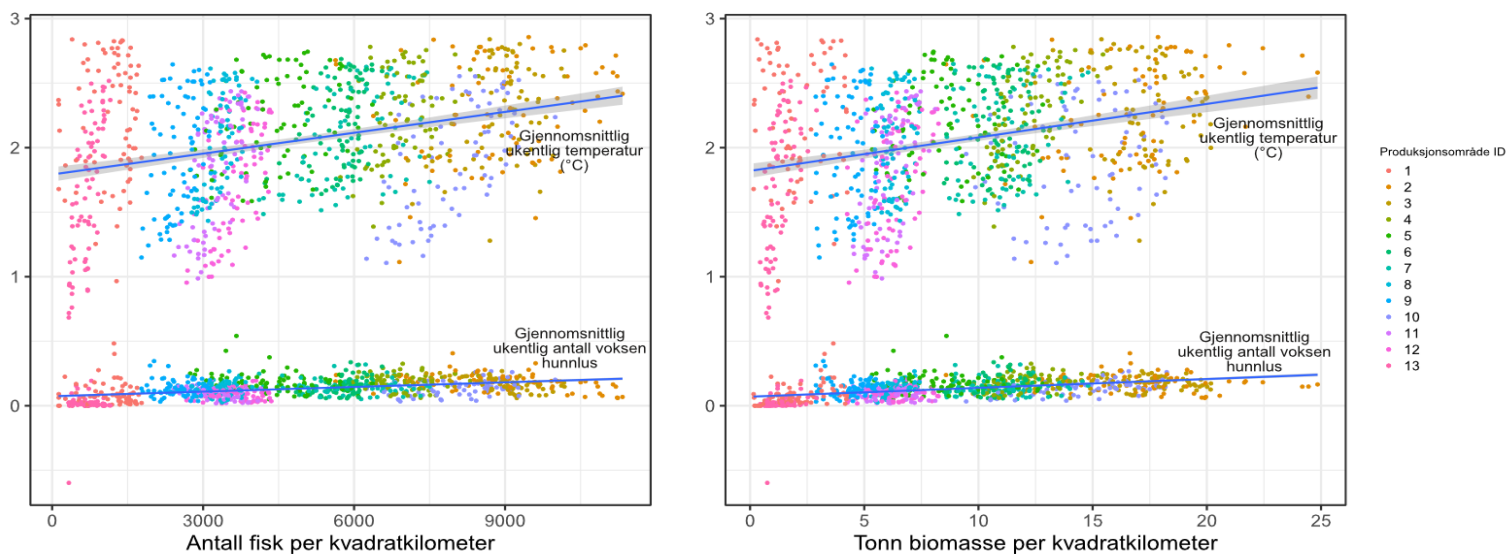 3
2
1
0
Gjennomsnittlig
ukentlig temperatur
(°C)
Gjennomsnittlig
ukentlig antall voksen
hunnlus
0
3000
6000
9000
Antall fisk per kvadratkilometer
3
2
1
0
Gjennomsnittlig
ukentlig temperatur
(°C)
Gjennomsnittlig
ukentlig antall voksen
hunnlus
0
5
10
15
20
25
Tonn biomasse per kvadratkilometer
Produksjonsområde ID
1
2
3
4
5
6
7
8
9
10
11
12
13